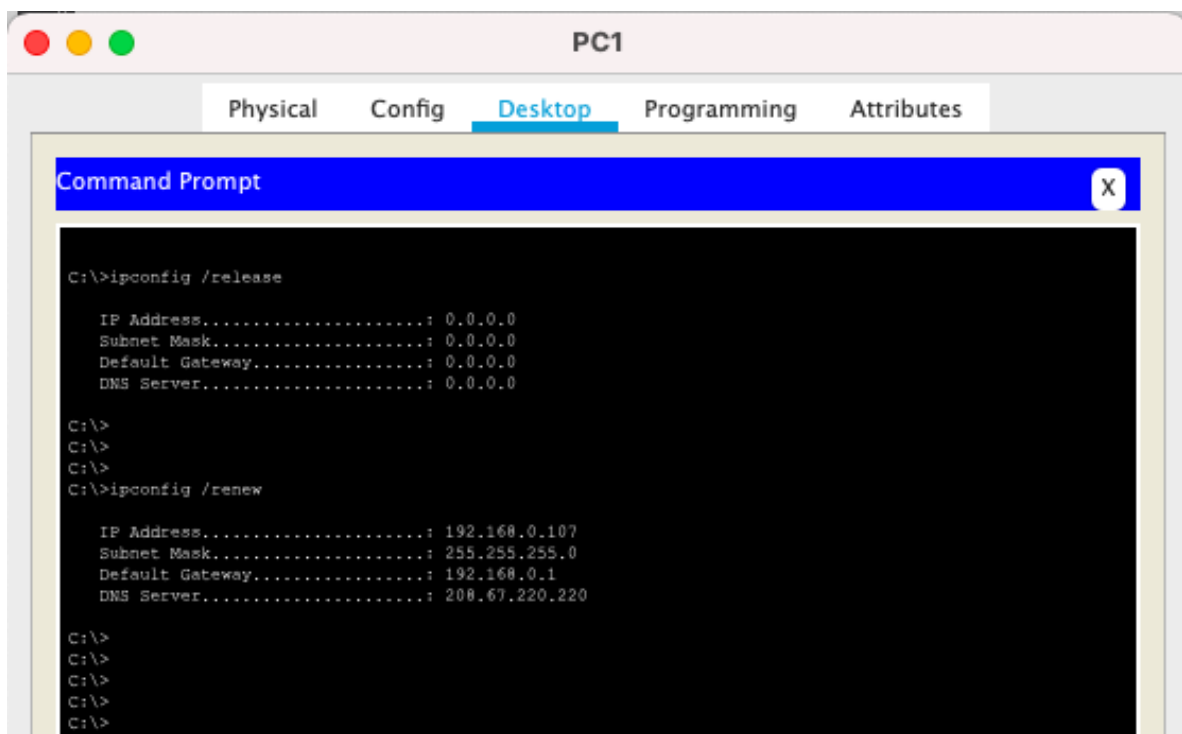 PC1
Physical Config Desktop Programming Attributes
Command Prompt
X
C:\>ipconfig /release
IP Address......................: 0.0.0.0
Subnet Mask.....................: 0.0.0.0
Default Gateway.................: 0.0.0.0
DNS Server......................: 0.0.0.0
C:\>
C:\>
C:\>
C:\>ipconfig /renew
IP Address......................: 192.168.0.107
Subnet Mask.....................: 255.255.255.0
Default Gateway.................: 192.168.0.1
DNS Server......................: 208.67.220.220
C:\>
C:\>
C:\>
C:\>
C:\>